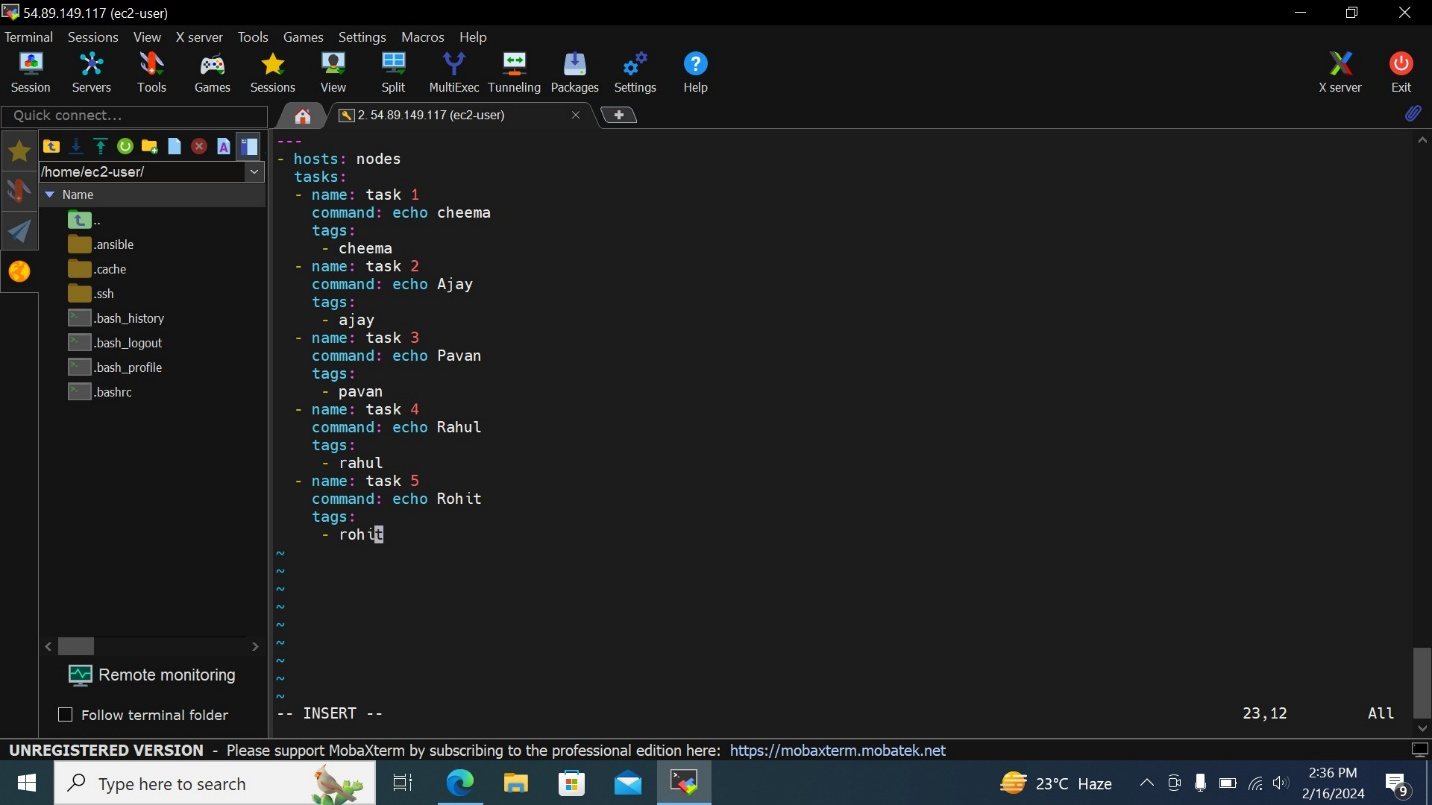 54.89.149.117 (ec2-user)
Terminal Sessions View X server Tools Games Settings Macros Help
Session Servers Tools Games Sessions View Split MultiExec Tunneling Packages Settings Help X server Exit
Quick connect...
2. 54.89.149.117 (ec2-user)
/home/ec2-user/
Name
..
.ansible
.cache
.ssh
.bash_history
.bash_logout
.bash_profile
.bashrc
Remote monitoring
Follow terminal folder
---
- hosts: nodes
  tasks:
  - name: task 1
    command: echo cheema
    tags:
     - cheema
  - name: task 2
    command: echo Ajay
    tags:
     - ajay
  - name: task 3
    command: echo Pavan
    tags:
     - pavan
  - name: task 4
    command: echo Rahul
    tags:
     - rahul
  - name: task 5
    command: echo Rohit
    tags:
     - rohit
~
~
~
~
~
~
~
~
~
-- INSERT -- 23,12 All
UNREGISTERED VERSION - Please support MobaXterm by subscribing to the professional edition here: https://mobaxterm.mobatek.net
Type here to search
23°C Haze
2:36 PM
2/16/2024
9